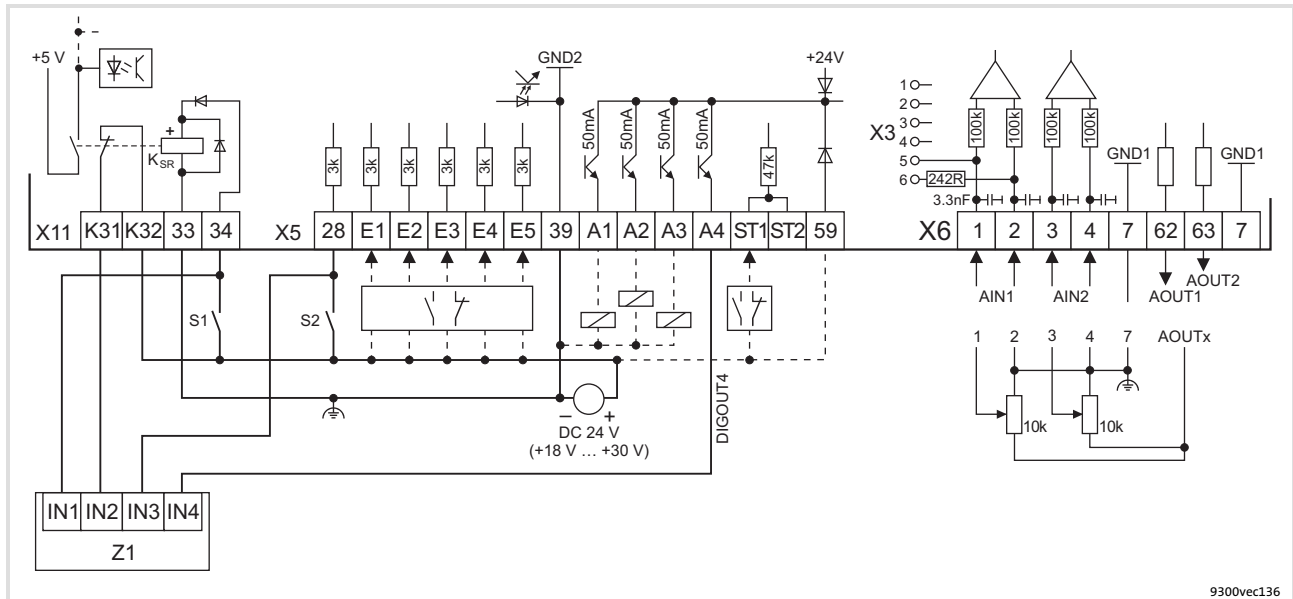 +5 V
GND2
+24V
+
K SR
3k
3k
3k
3k
3k
3k
50mA
50mA
50mA
50mA
47k
X3
1
2
3
4
5
6
242R
100k
100k
100k
100k
3.3nF
GND1
GND1
X11 K31 K32 33 34
X5 28 E1 E2 E3 E4 E5 39 A1 A2 A3 A4 ST1 ST2 59
X6 1 2 3 4 7 62 63 7
S1
S2
AIN1
AIN2
AOUT1
AOUT2
1 2 3 4 7 AOUTx
10k
10k
DIGOUT4
− +
DC 24 V
(+18 V ... +30 V)
IN1 IN2 IN3 IN4
Z1
9300vec136